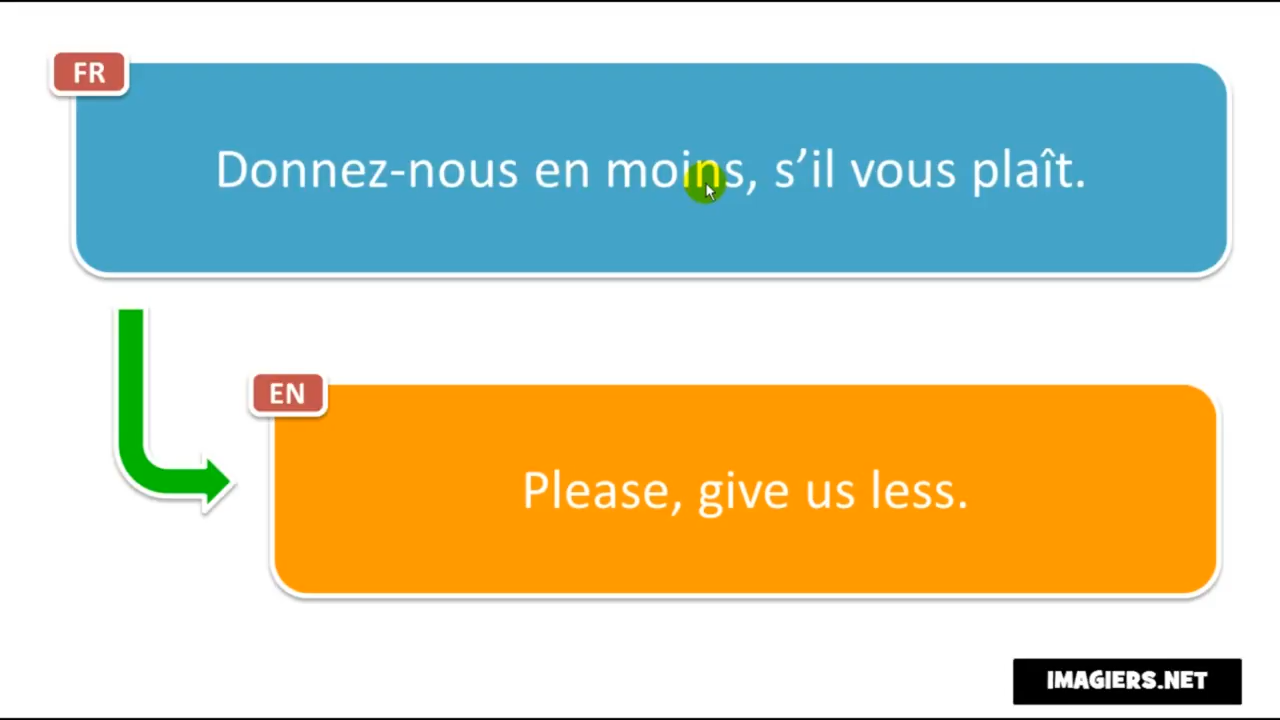 FR
Donnez-nous en moins, s’il vous plaît.
EN
Please, give us less.
IMAGIERS.NET